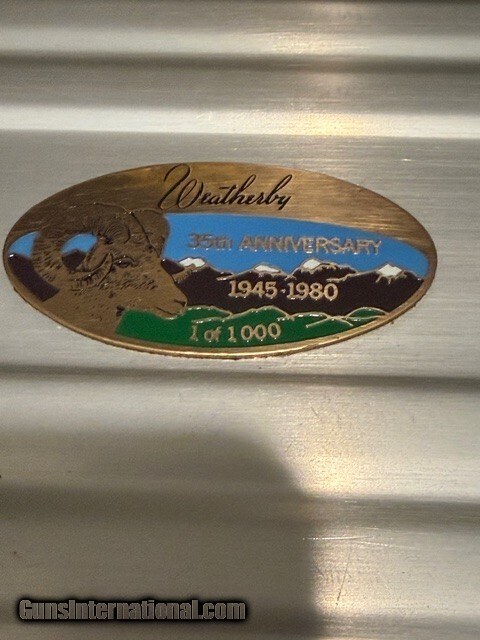 Weatherby
35th ANNIVERSARY
1945-1980
1 of 1000
GunsInternational.com